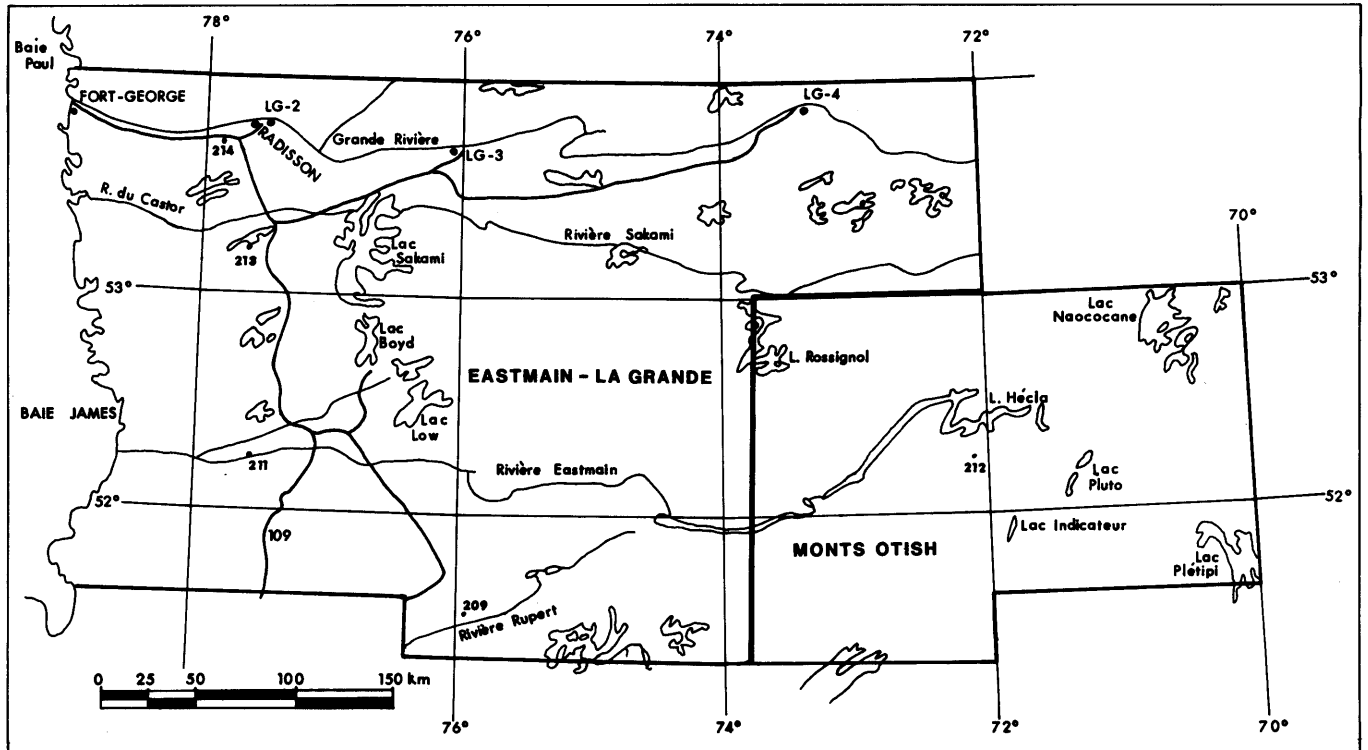 78°
76°
74°
72°
Baie
Paul
FORT-GEORGE
LG-2
RADISSON
214
Grande Rivière
LG-3
LG-4
R. du Castor
213
Lac
Sakami
Rivière Sakami
70°
53°
53°
Lac
Naococane
Lac
Boyd
L. Rossignol
EASTMAIN - LA GRANDE
BAIE JAMES
Lac
Low
L. Hécla
211
Rivière Eastmain
212
Lac
Pluto
52°
52°
109
Lac Indicateur
MONTS OTISH
Lac
Plétipi
209
Rivière Rupert
0 25 50 100 150 km
76°
74°
72°
70°